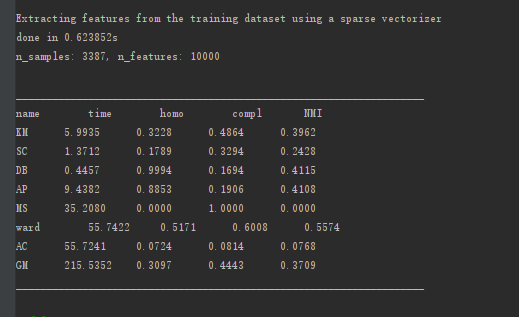 Extracting features from the training dataset using a sparse vectorizer
done in 0.623852s
n_samples: 3387, n_features: 10000
name time homo compl NMI
KM 5.9935 0.3228 0.4864 0.3962
SC 1.3712 0.1789 0.3294 0.2428
DB 0.4457 0.9994 0.1694 0.4115
AP 9.4382 0.8853 0.1906 0.4108
MS 35.2080 0.0000 1.0000 0.0000
ward 55.7422 0.5171 0.6008 0.5574
AC 55.7241 0.0724 0.0814 0.0768
GM 215.5352 0.3097 0.4443 0.3709